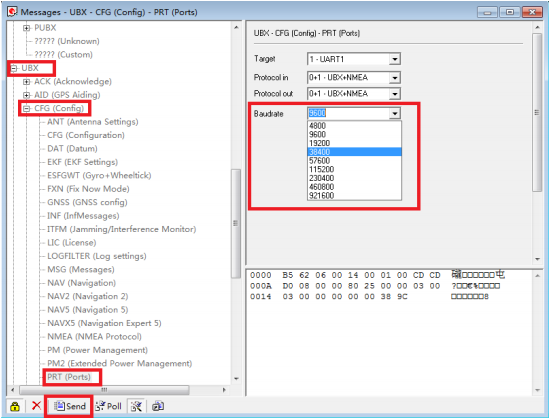 Messages - UBX - CFG (Config) - PRT (Ports)
PUBX
????? (Unknown)
????? (Custom)
UBX
ACK (Acknowledge)
AID (GPS Aiding)
CFG (Config)
ANT (Antenna Settings)
CFG (Configuration)
DAT (Datum)
EKF (EKF Settings)
ESFGWT (Gyro+Wheeltick)
FXN (Fix Now Mode)
GNSS (GNSS config)
INF (InfMessages)
ITFM (Jamming/Interference Monitor)
LIC (License)
LOGFILTER (Log settings)
MSG (Messages)
NAV (Navigation)
NAV2 (Navigation 2)
NAV5 (Navigation 5)
NAVX5 (Navigation Expert 5)
NMEA (NMEA Protocol)
PM (Power Management)
PM2 (Extended Power Management)
PRT (Ports)
UBX - CFG (Config) - PRT (Ports)
Target 1 - UART1
Protocol in 0+1 - UBX+NMEA
Protocol out 0+1 - UBX+NMEA
Baudrate 9600
4800
9600
19200
38400
57600
115200
230400
460800
921600
0000 B5 62 06 00 14 00 01 00 CD CD
000A D0 08 00 00 80 25 00 00 03 00
0014 03 00 00 00 00 00 38 9C
Send Poll